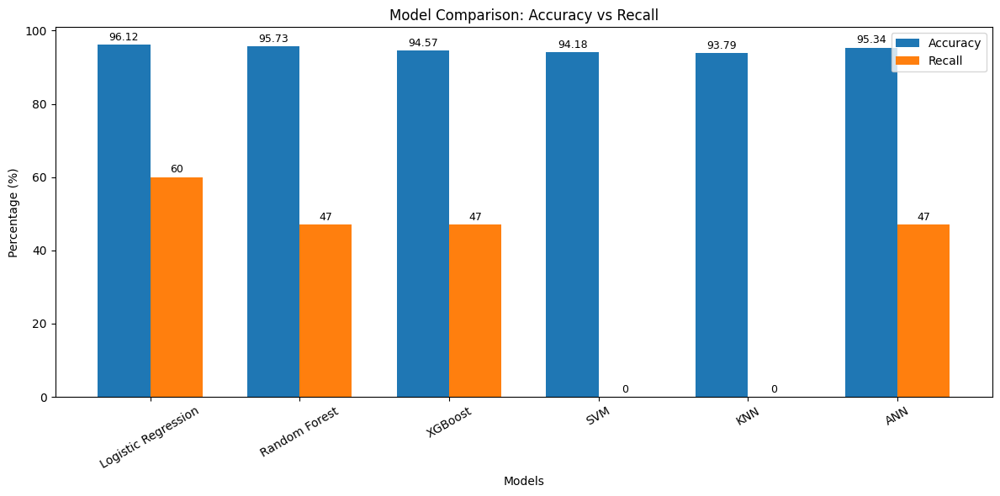 Model Comparison: Accuracy vs Recall
100
80
60
40
20
0
Percentage (%)
96.12
60
95.73
47
94.57
47
94.18
0
93.79
0
95.34
47
Accuracy
Recall
Logistic Regression
Random Forest
XGBoost
SVM
KNN
ANN
Models